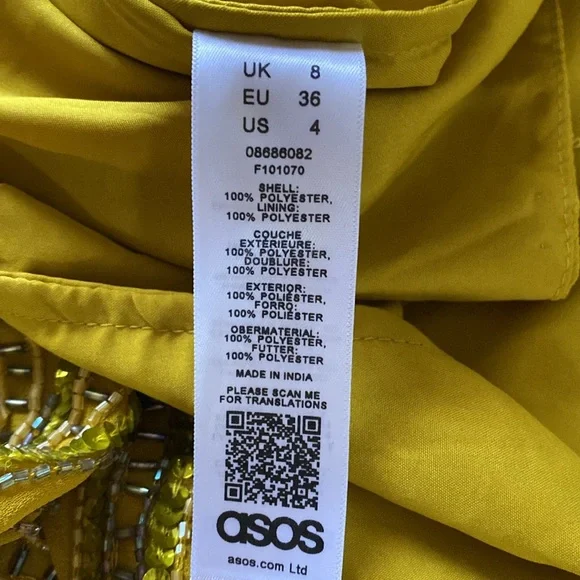 UK 8
EU 36
US 4
08686082
F101070
SHELL:
100% POLYESTER,
LINING:
100% POLYESTER
COUCHE
EXTÉRIEURE:
100% POLYESTER,
DOUBLURE:
100% POLYESTER
EXTERIOR:
100% POLIÉSTER,
FORRO:
100% POLIÉSTER
OBERMATERIAL:
100% POLYESTER,
FUTTER:
100% POLYESTER
MADE IN INDIA
PLEASE SCAN ME
FOR TRANSLATIONS
asos
asos.com Ltd